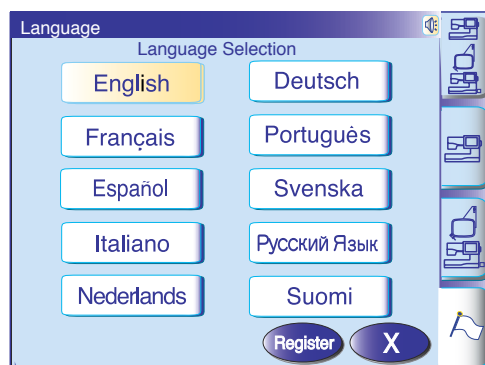 Language
Language Selection
English Deutsch
Français Portuguès
Español Svenska
Italiano Русский Язык
Nederlands Suomi
Register X